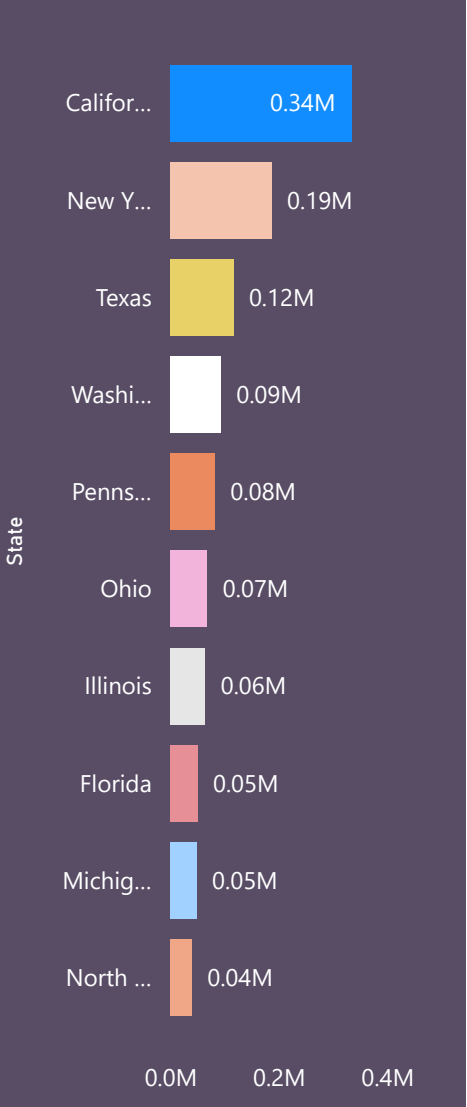 State
Califor... 0.34M
New Y... 0.19M
Texas 0.12M
Washi... 0.09M
Penns... 0.08M
Ohio 0.07M
Illinois 0.06M
Florida 0.05M
Michig... 0.05M
North ... 0.04M
0.0M 0.2M 0.4M